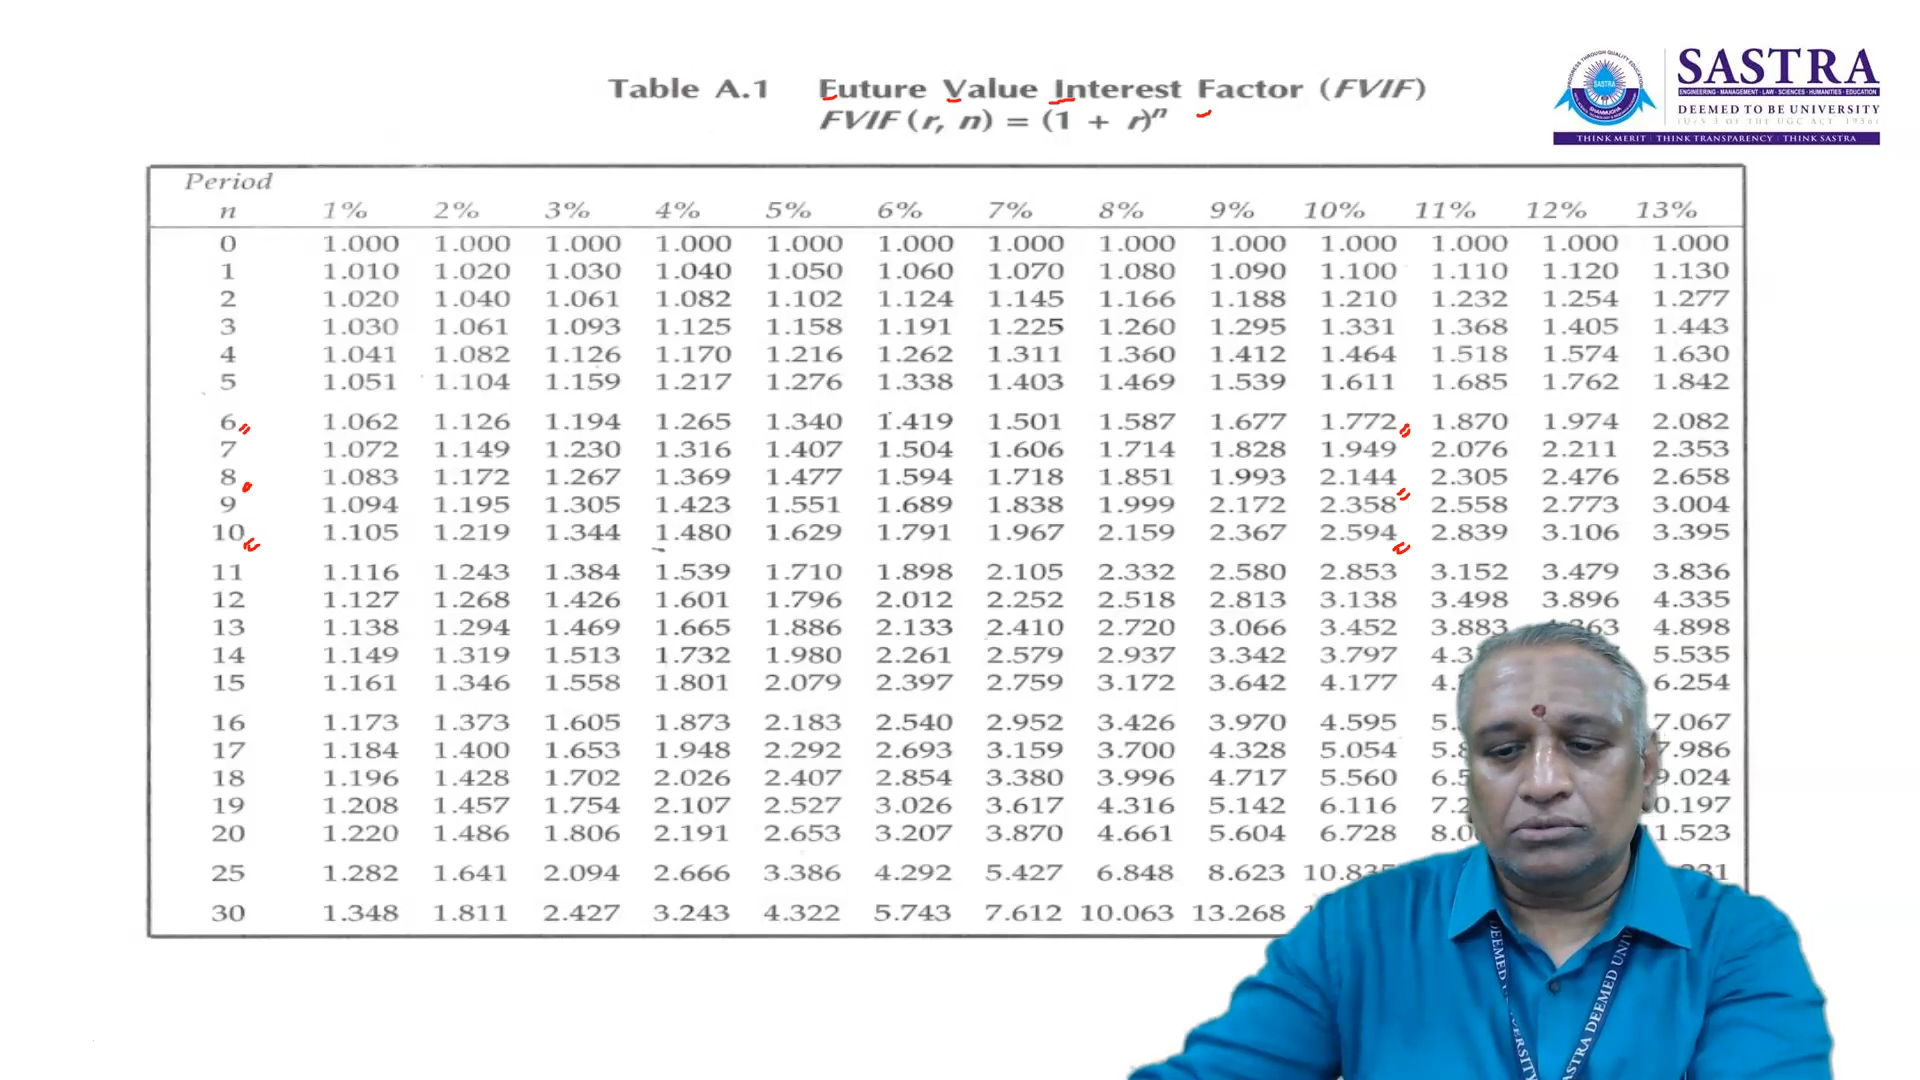 Table A.1 Future Value Interest Factor (FVIF)
FVIF (r, n) = (1 + r)ⁿ
SASTRA
ENGINEERING · MANAGEMENT · LAW · SCIENCES · HUMANITIES · EDUCATION
DEEMED TO BE UNIVERSITY
(U/S 3 OF THE UGC ACT, 1956)
THINK MERIT | THINK TRANSPARENCY | THINK SASTRA
Period
n 1% 2% 3% 4% 5% 6% 7% 8% 9% 10% 11% 12% 13%
0 1.000 1.000 1.000 1.000 1.000 1.000 1.000 1.000 1.000 1.000 1.000 1.000 1.000
1 1.010 1.020 1.030 1.040 1.050 1.060 1.070 1.080 1.090 1.100 1.110 1.120 1.130
2 1.020 1.040 1.061 1.082 1.102 1.124 1.145 1.166 1.188 1.210 1.232 1.254 1.277
3 1.030 1.061 1.093 1.125 1.158 1.191 1.225 1.260 1.295 1.331 1.368 1.405 1.443
4 1.041 1.082 1.126 1.170 1.216 1.262 1.311 1.360 1.412 1.464 1.518 1.574 1.630
5 1.051 1.104 1.159 1.217 1.276 1.338 1.403 1.469 1.539 1.611 1.685 1.762 1.842
6 1.062 1.126 1.194 1.265 1.340 1.419 1.501 1.587 1.677 1.772 1.870 1.974 2.082
7 1.072 1.149 1.230 1.316 1.407 1.504 1.606 1.714 1.828 1.949 2.076 2.211 2.353
8 1.083 1.172 1.267 1.369 1.477 1.594 1.718 1.851 1.993 2.144 2.305 2.476 2.658
9 1.094 1.195 1.305 1.423 1.551 1.689 1.838 1.999 2.172 2.358 2.558 2.773 3.004
10 1.105 1.219 1.344 1.480 1.629 1.791 1.967 2.159 2.367 2.594 2.839 3.106 3.395
11 1.116 1.243 1.384 1.539 1.710 1.898 2.105 2.332 2.580 2.853 3.152 3.479 3.836
12 1.127 1.268 1.426 1.601 1.796 2.012 2.252 2.518 2.813 3.138 3.498 3.896 4.335
13 1.138 1.294 1.469 1.665 1.886 2.133 2.410 2.720 3.066 3.452 3.883 4.898
14 1.149 1.319 1.513 1.732 1.980 2.261 2.579 2.937 3.342 3.797 5.535
15 1.161 1.346 1.558 1.801 2.079 2.397 2.759 3.172 3.642 4.177 6.254
16 1.173 1.373 1.605 1.873 2.183 2.540 2.952 3.426 3.970 4.595 7.067
17 1.184 1.400 1.653 1.948 2.292 2.693 3.159 3.700 4.328 5.054 7.986
18 1.196 1.428 1.702 2.026 2.407 2.854 3.380 3.996 4.717 5.560 9.024
19 1.208 1.457 1.754 2.107 2.527 3.026 3.617 4.316 5.142 6.116
20 1.220 1.486 1.806 2.191 2.653 3.207 3.870 4.661 5.604 6.728
25 1.282 1.641 2.094 2.666 3.386 4.292 5.427 6.848 8.623
30 1.348 1.811 2.427 3.243 4.322 5.743 7.612 10.063 13.268